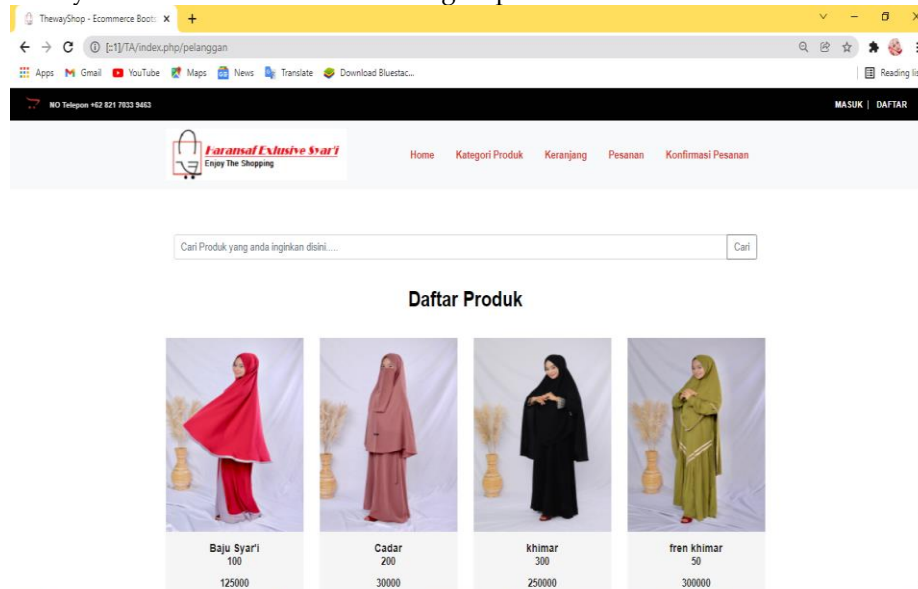 ThewayShop - Ecommerce Boots
[::1]/TA/index.php/pelanggan
Apps Gmail YouTube Maps News Translate Download Bluestac...
Reading lis
NO Telepon +62 821 7033 9463
MASUK | DAFTAR
Faransaf Exlusive Syar'i
Enjoy The Shopping
Home Kategori Produk Keranjang Pesanan Konfirmasi Pesanan
Cari Produk yang anda inginkan disini.....
Cari
Daftar Produk
Baju Syar'i Cadar khimar fren khimar
100 200 300 50
125000 30000 250000 300000